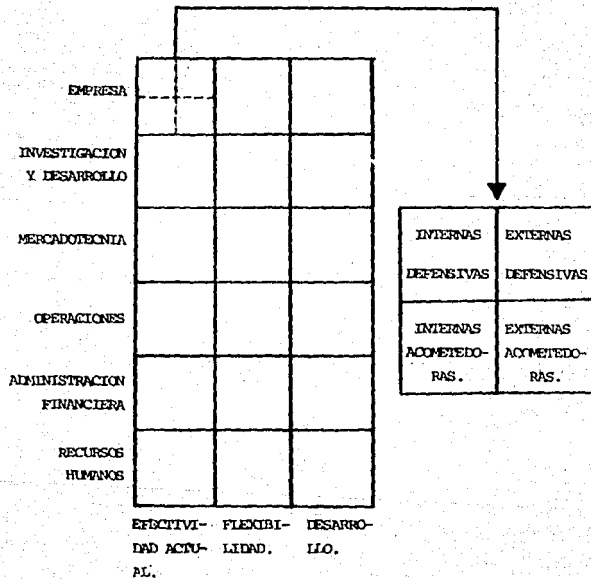 EMPRESA
INVESTIGACION
Y DESARROLLO
MERCADOTECNIA
OPERACIONES
ADMINISTRACION
FINANCIERA
RECURSOS
HUMANOS
EFECTIVI-
DAD ACTU-
AL.
FLEXIBI-
LIDAD.
DESARRO-
LLO.
INTERNAS
DEFENSIVAS
EXTERNAS
DEFENSIVAS
INTERNAS
ACOMETEDO-
RAS.
EXTERNAS
ACOMETEDO-
RAS.